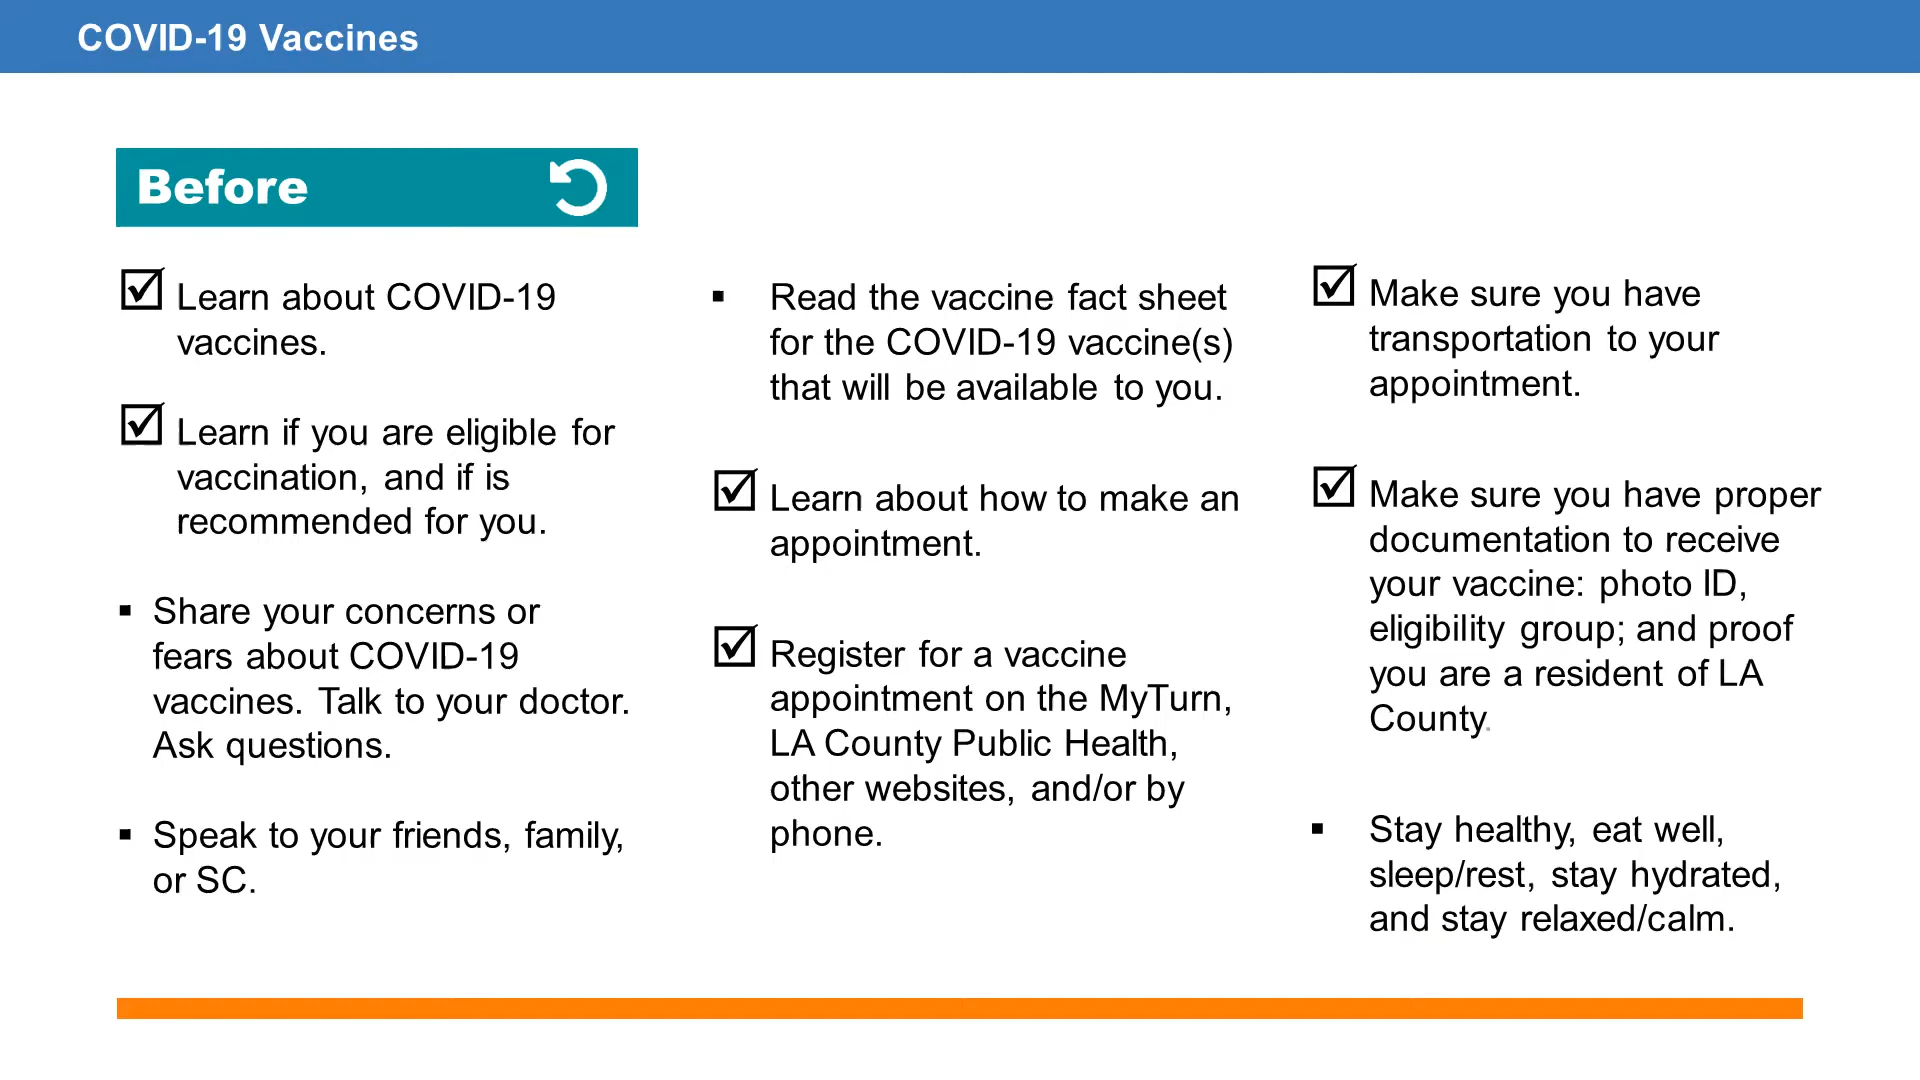 COVID-19 Vaccines
Before
Learn about COVID-19
vaccines.
Learn if you are eligible for
vaccination, and if is
recommended for you.
Share your concerns or
fears about COVID-19
vaccines. Talk to your doctor.
Ask questions.
Speak to your friends, family,
or SC.
Read the vaccine fact sheet
for the COVID-19 vaccine(s)
that will be available to you.
Learn about how to make an
appointment.
Register for a vaccine
appointment on the MyTurn,
LA County Public Health,
other websites, and/or by
phone.
Make sure you have
transportation to your
appointment.
Make sure you have proper
documentation to receive
your vaccine: photo ID,
eligibility group; and proof
you are a resident of LA
County.
Stay healthy, eat well,
sleep/rest, stay hydrated,
and stay relaxed/calm.